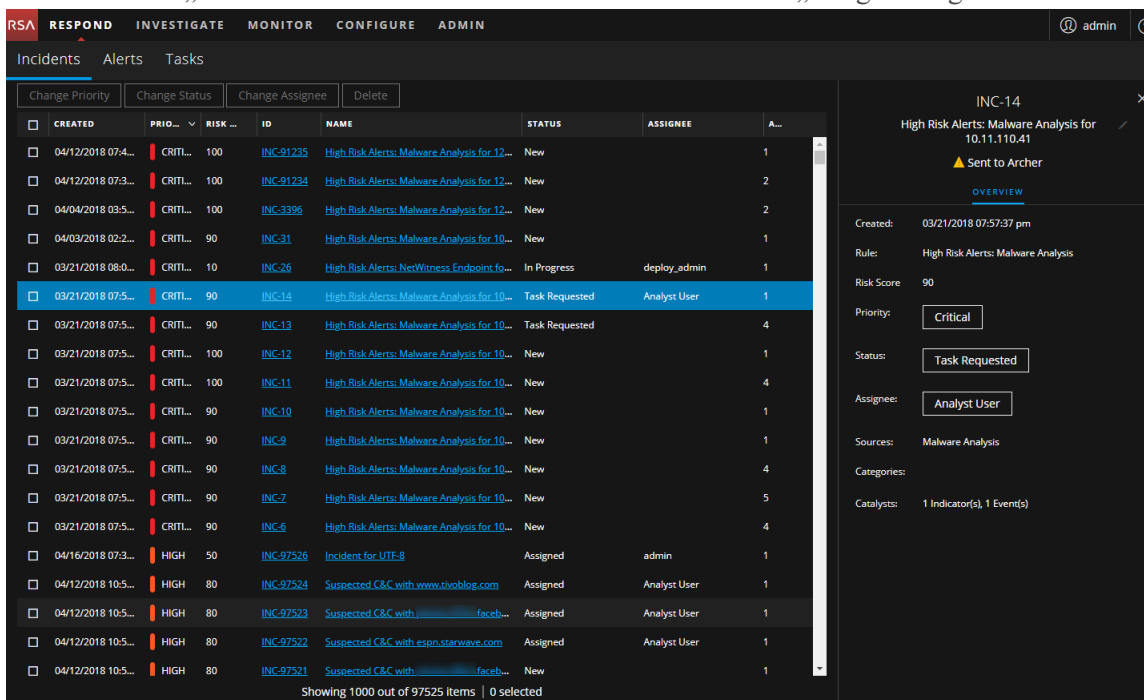 RSA RESPOND INVESTIGATE MONITOR CONFIGURE ADMIN admin
Incidents Alerts Tasks
Change Priority Change Status Change Assignee Delete
CREATED PRIO... RISK ... ID NAME STATUS ASSIGNEE A...
04/12/2018 07:4... CRITI... 100 INC-91235 High Risk Alerts: Malware Analysis for 12... New 1
04/12/2018 07:3... CRITI... 100 INC-91234 High Risk Alerts: Malware Analysis for 12... New 2
04/04/2018 03:5... CRITI... 100 INC-3396 High Risk Alerts: Malware Analysis for 12... New 2
04/03/2018 02:2... CRITI... 90 INC-31 High Risk Alerts: Malware Analysis for 10... New 1
03/21/2018 08:0... CRITI... 10 INC-26 High Risk Alerts: NetWitness Endpoint fo... In Progress deploy_admin 1
03/21/2018 07:5... CRITI... 90 INC-14 High Risk Alerts: Malware Analysis for 10... Task Requested Analyst User 1
03/21/2018 07:5... CRITI... 90 INC-13 High Risk Alerts: Malware Analysis for 10... Task Requested 4
03/21/2018 07:5... CRITI... 100 INC-12 High Risk Alerts: Malware Analysis for 10... New 1
03/21/2018 07:5... CRITI... 100 INC-11 High Risk Alerts: Malware Analysis for 10... New 4
03/21/2018 07:5... CRITI... 90 INC-10 High Risk Alerts: Malware Analysis for 10... New 1
03/21/2018 07:5... CRITI... 90 INC-9 High Risk Alerts: Malware Analysis for 10... New 1
03/21/2018 07:5... CRITI... 90 INC-8 High Risk Alerts: Malware Analysis for 10... New 4
03/21/2018 07:5... CRITI... 90 INC-7 High Risk Alerts: Malware Analysis for 10... New 5
03/21/2018 07:5... CRITI... 90 INC-6 High Risk Alerts: Malware Analysis for 10... New 4
04/16/2018 07:3... HIGH 50 INC-97526 Incident for UTF-8 Assigned admin 1
04/12/2018 10:5... HIGH 80 INC-97524 Suspected C&C with www.tivoblog.com Assigned Analyst User 1
04/12/2018 10:5... HIGH 80 INC-97523 Suspected C&C with faceb... Assigned Analyst User 1
04/12/2018 10:5... HIGH 80 INC-97522 Suspected C&C with espn.starwave.com Assigned Analyst User 1
04/12/2018 10:5... HIGH 80 INC-97521 Suspected C&C with faceb... New 1
Showing 1000 out of 97525 items | 0 selected
INC-14
High Risk Alerts: Malware Analysis for
10.11.110.41
Sent to Archer
OVERVIEW
Created: 03/21/2018 07:57:37 pm
Rule: High Risk Alerts: Malware Analysis
Risk Score 90
Priority: Critical
Status: Task Requested
Assignee: Analyst User
Sources: Malware Analysis
Categories:
Catalysts: 1 Indicator(s), 1 Event(s)